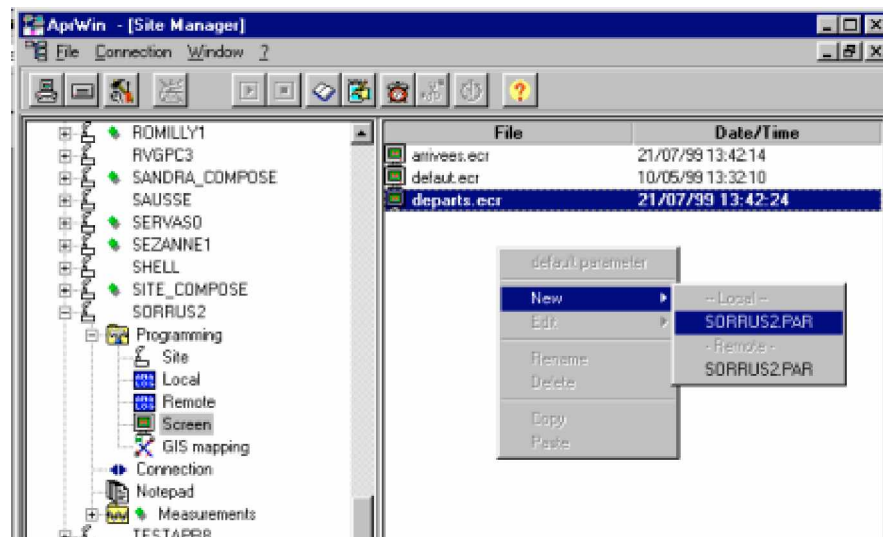 AprWin - [Site Manager]
File Connection Window ?
File Date/Time
ROMILLY1
RVGPC3
SANDRA_COMPOSE
SAUSSE
SERVAS0
SEZANNE1
SHELL
SITE_COMPOSE
SORRUS2
Programming
Site
Local
Remote
Screen
GIS mapping
Connection
Notepad
Measurements
TESTAPR8
arrivees.ecr 21/07/99 13:42:14
defaut.ecr 10/05/99 13:32:10
departs.ecr 21/07/99 13:42:24
default parameter
New
Edit
Rename
Delete
Copy
Paste
-- Local --
SORRUS2.PAR
- Remote -
SORRUS2.PAR